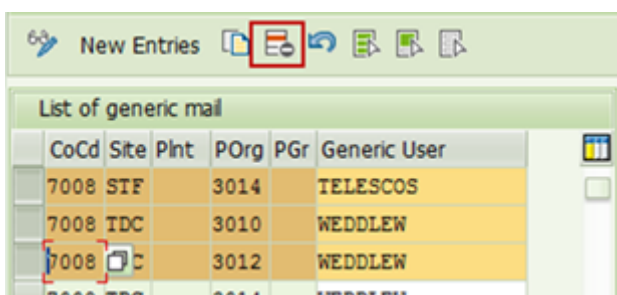 New Entries
List of generic mail
CoCd Site Plnt POrg PGr Generic User
7008 STF 3014 TELESCOS
7008 TDC 3010 WEDDLEW
7008 C 3012 WEDDLEW